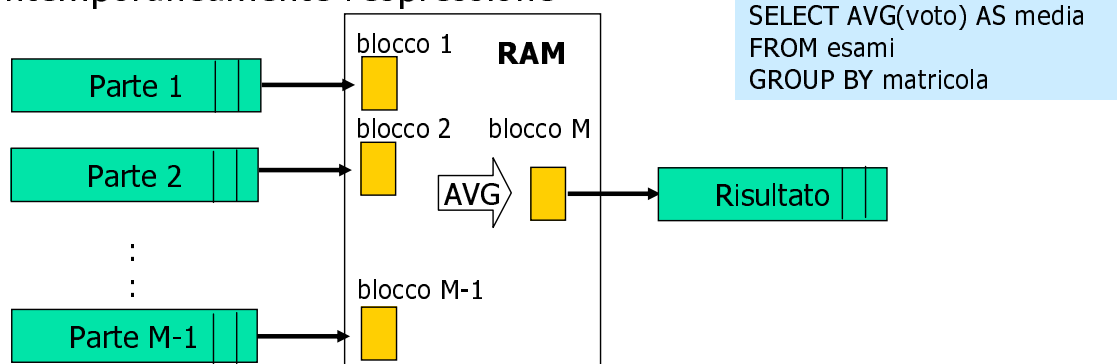 SELECT AVG(voto) AS media
FROM esami
GROUP BY matricola
RAM
blocco 1
Parte 1
blocco 2
blocco M
Parte 2
AVG
Risultato
:
:
blocco M-1
Parte M-1